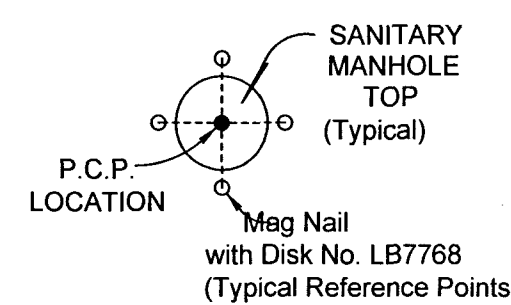 SANITARY
MANHOLE
TOP
(Typical)
P.C.P.
LOCATION
Mag Nail
with Disk No. LB7768
(Typical Reference Points